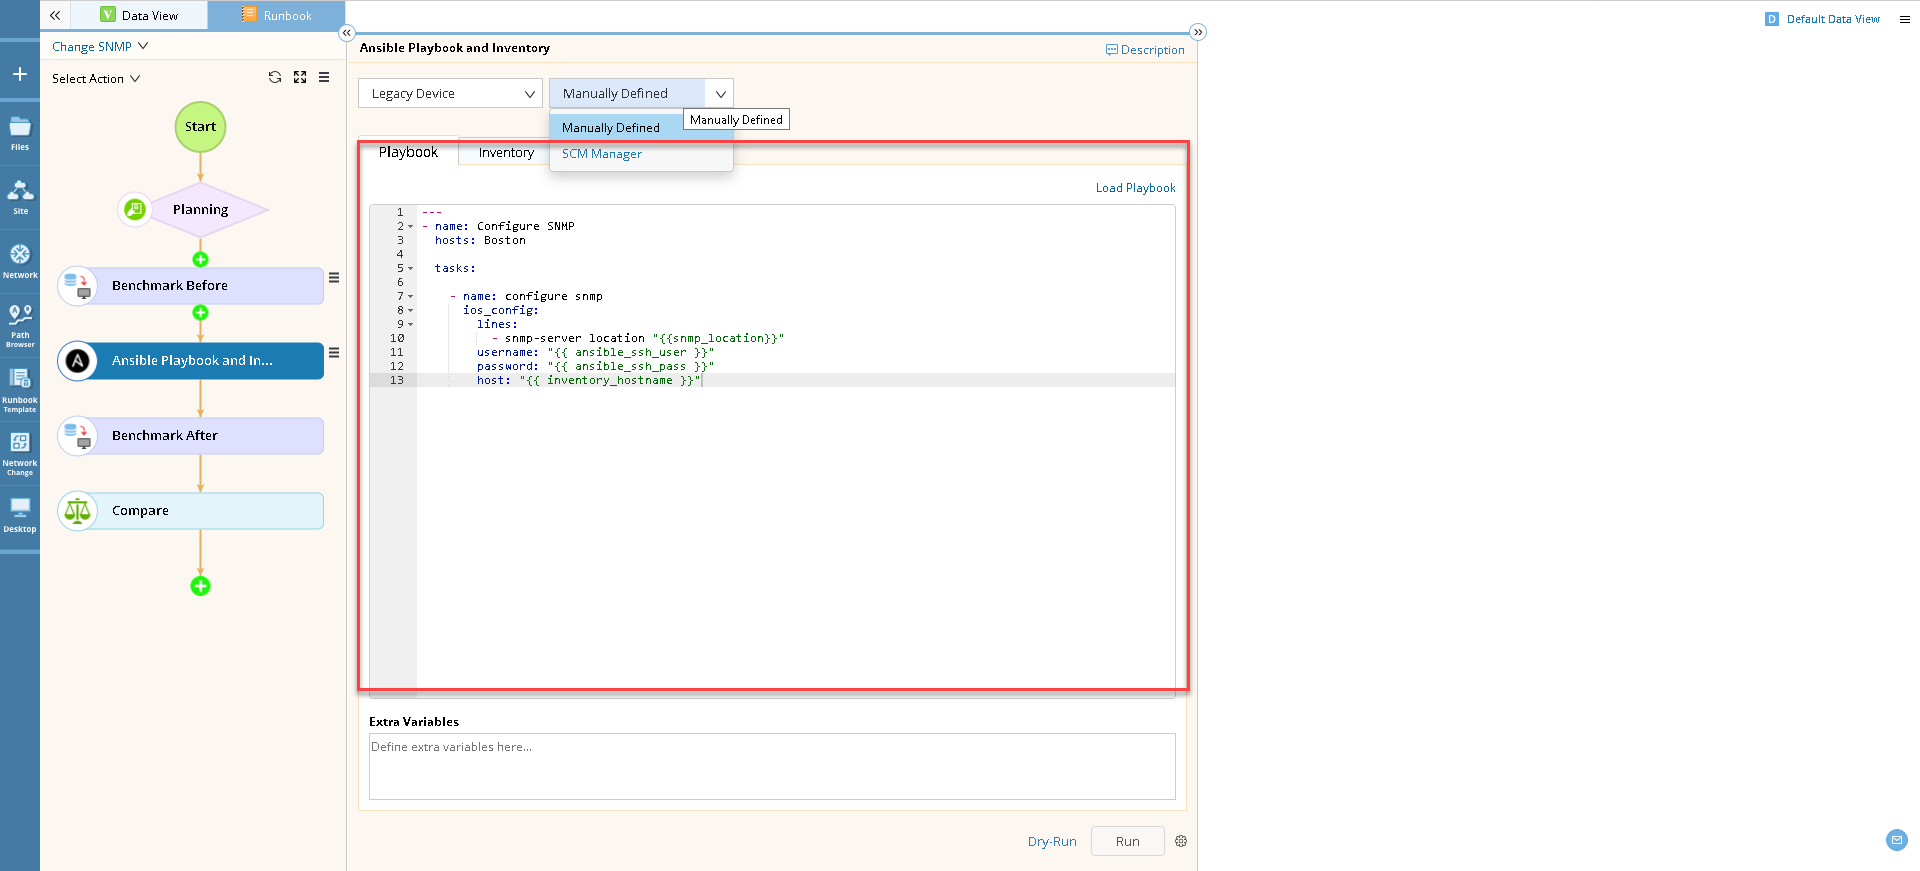 V Data View
Runbook
D Default Data View
Change SNMP
Select Action
Files
Site
Network
Path
Browser
Runbook
Template
Network
Change
Desktop
Start
Planning
Benchmark Before
A Ansible Playbook and In...
Benchmark After
Compare
Ansible Playbook and Inventory
Description
Legacy Device
Manually Defined
Manually Defined
Manually Defined
SCM Manager
Playbook
Inventory
Load Playbook
1 ---
2 - name: Configure SNMP
3 hosts: Boston
4
5 tasks:
6
7 - name: configure snmp
8 ios_config:
9 lines:
10 - snmp-server location "{{snmp_location}}"
11 username: "{{ ansible_ssh_user }}"
12 password: "{{ ansible_ssh_pass }}"
13 host: "{{ inventory_hostname }}"
Extra Variables
Define extra variables here...
Dry-Run
Run